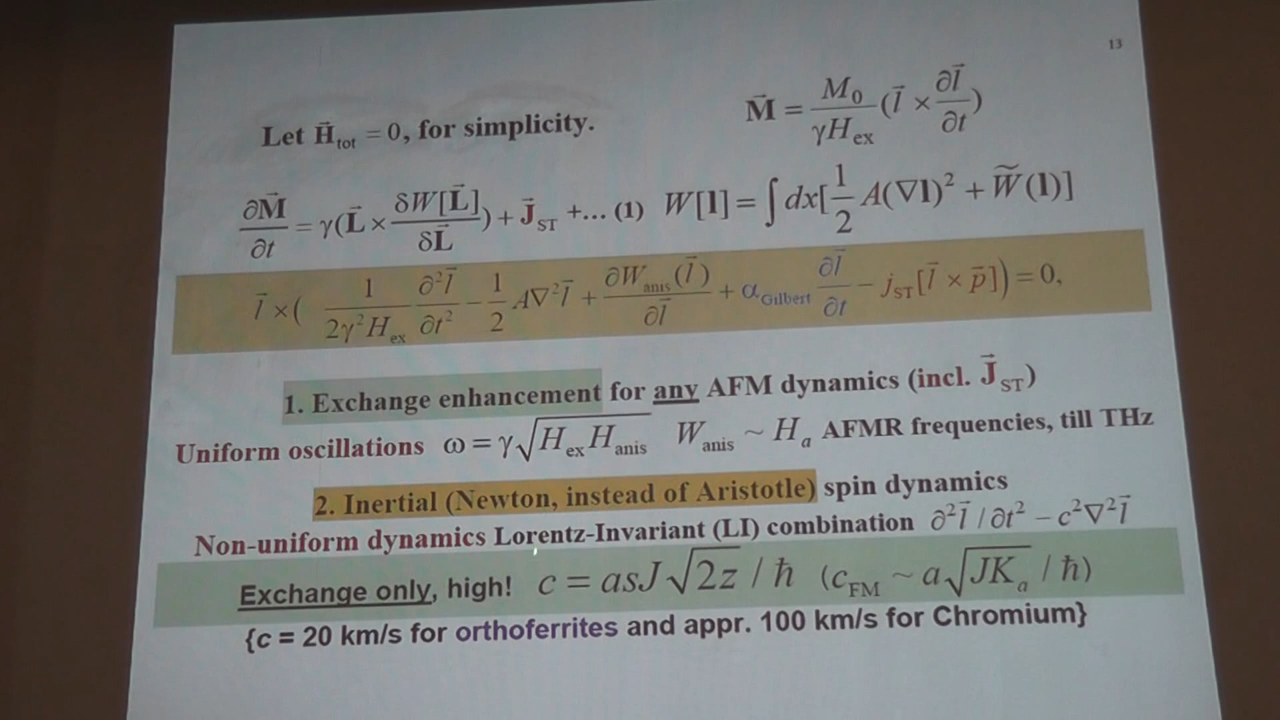 13
Let H⃗_tot = 0, for simplicity. M⃗ = M₀/(γH_ex) (l⃗ × ∂l⃗/∂t)
∂M⃗/∂t = γ(L⃗ × δW[L⃗]/δL⃗) + J⃗_ST +... (1) W[l] = ∫ dx[1/2 A(∇l)² + W̃(l)]
l⃗ ×( 1/(2γ²H_ex) ∂²l⃗/∂t² − 1/2 A∇²l⃗ + ∂W_anis(l⃗)/∂l⃗ + α_Gilbert ∂l⃗/∂t − j_ST[l⃗ × p⃗]) = 0,
1. Exchange enhancement for any AFM dynamics (incl. J⃗_ST)
Uniform oscillations ω = γ√(H_ex H_anis) W_anis ~ H_a AFMR frequencies, till THz
2. Inertial (Newton, instead of Aristotle) spin dynamics
Non-uniform dynamics Lorentz-Invariant (LI) combination ∂²l⃗ / ∂t² − c²∇²l⃗
Exchange only, high! c = asJ√(2z) / ħ (c_FM ~ a√(JK_a) / ħ)
{c = 20 km/s for orthoferrites and appr. 100 km/s for Chromium}